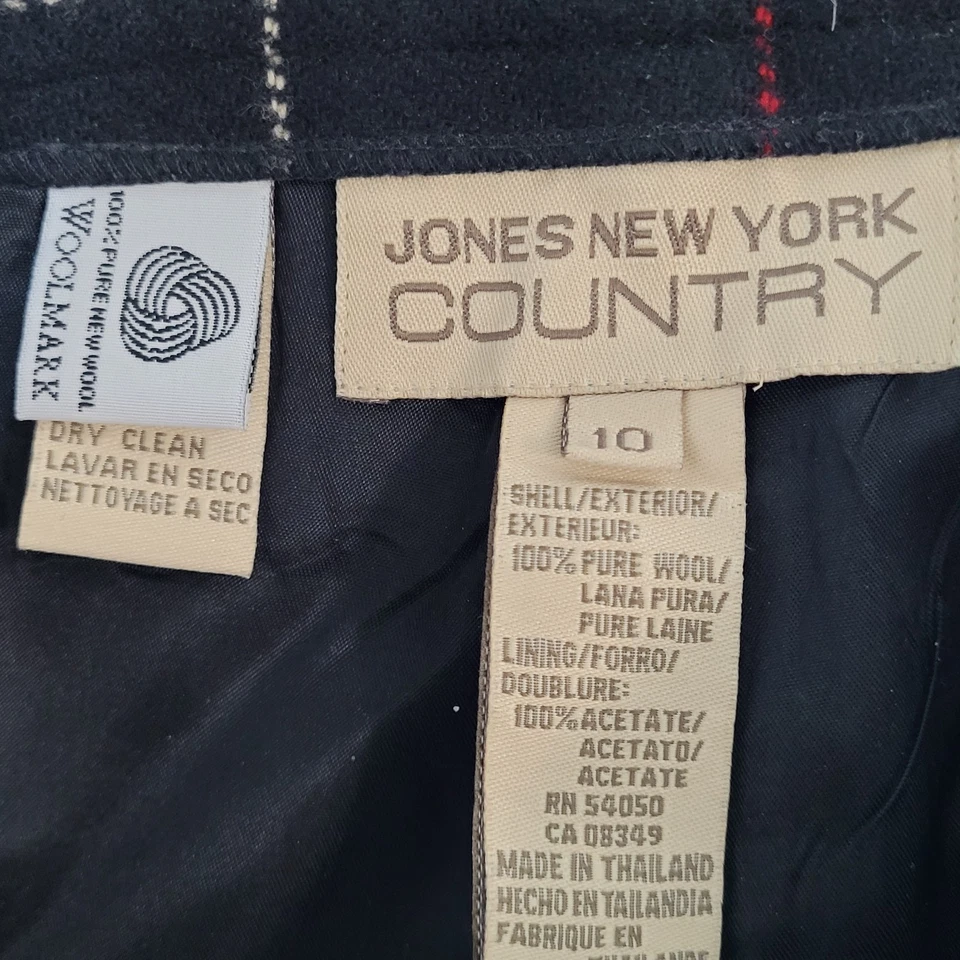 100% PURE NEW WOOL
WOOLMARK
DRY CLEAN
LAVAR EN SECO
NETTOYAGE A SEC
JONES NEW YORK
COUNTRY
10
SHELL/EXTERIOR/
EXTERIEUR:
100% PURE WOOL/
LANA PURA/
PURE LAINE
LINING/FORRO/
DOUBLURE:
100% ACETATE/
ACETATO/
ACETATE
RN 54050
CA 08349
MADE IN THAILAND
HECHO EN TAILANDIA
FABRIQUE EN